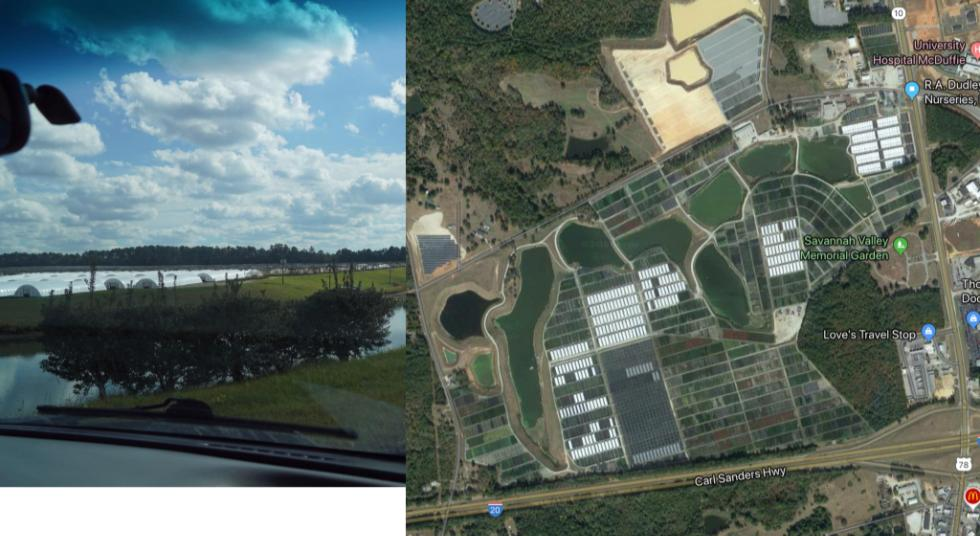 10
University
Hospital McDuffie
R.A. Dudley
Nurseries,
Savannah Valley
Memorial Garden
Love's Travel Stop
Carl Sanders Hwy
78
20